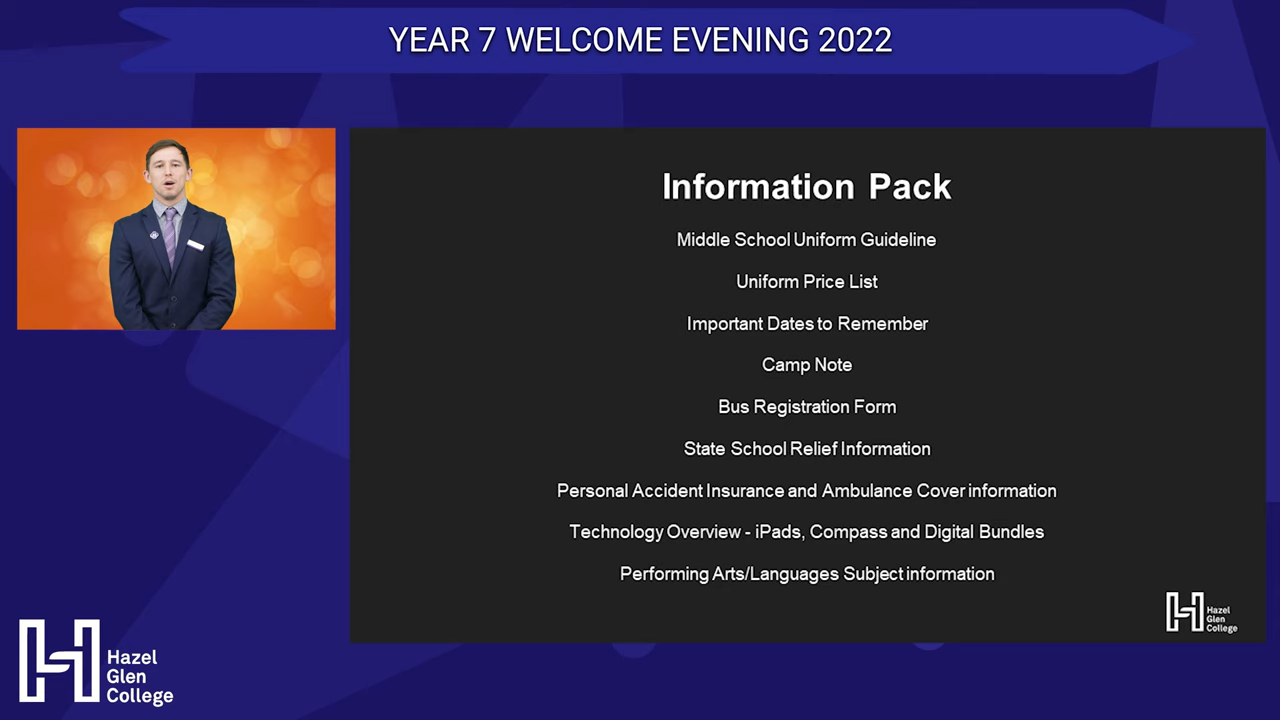 YEAR 7 WELCOME EVENING 2022
Information Pack
Middle School Uniform Guideline
Uniform Price List
Important Dates to Remember
Camp Note
Bus Registration Form
State School Relief Information
Personal Accident Insurance and Ambulance Cover information
Technology Overview - iPads, Compass and Digital Bundles
Performing Arts/Languages Subject information
Hazel
Glen
College
Hazel
Glen
College